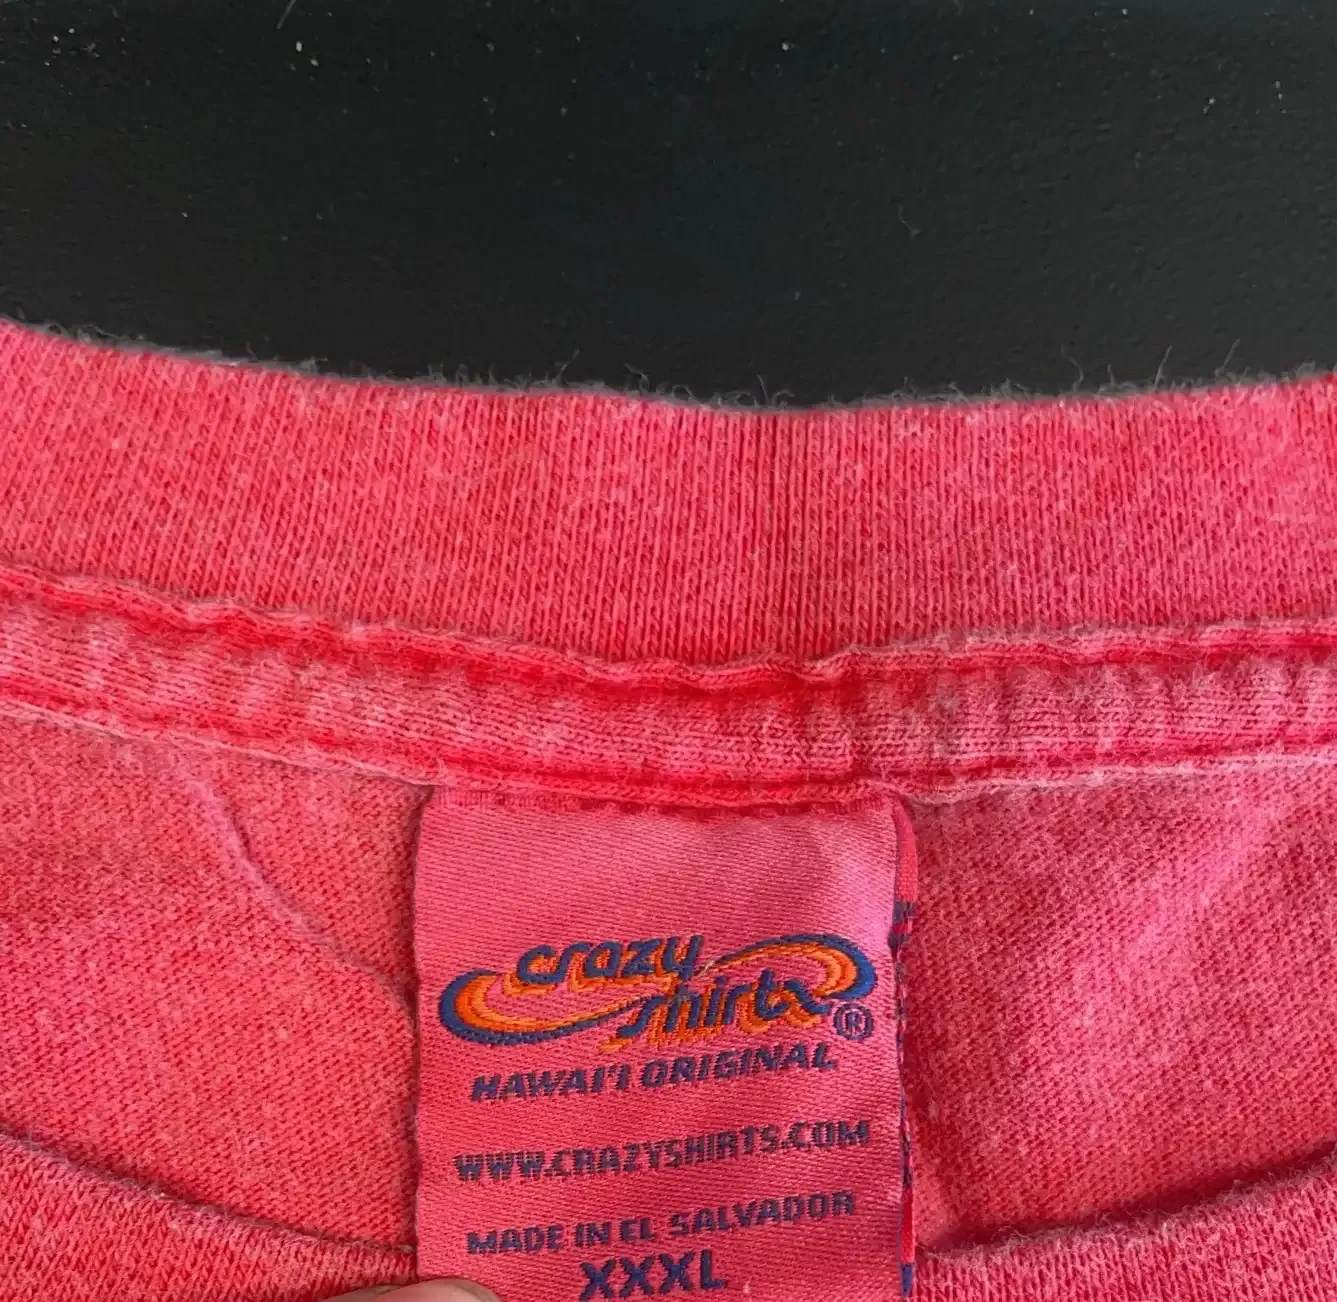 crazy
shirts®
HAWAI'I ORIGINAL
WWW.CRAZYSHIRTS.COM
MADE IN EL SALVADOR
XXXL